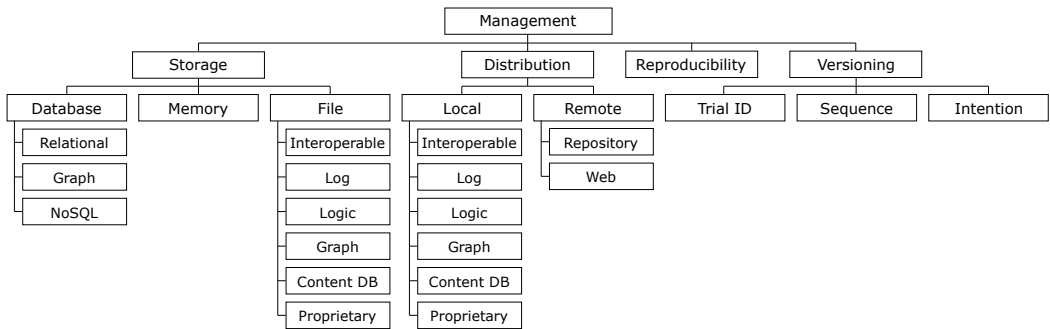 Management
Storage
Distribution
Reproducibility
Versioning
Database
Memory
File
Local
Remote
Trial ID
Sequence
Intention
Relational
Graph
NoSQL
Interoperable
Log
Logic
Graph
Content DB
Proprietary
Interoperable
Log
Logic
Graph
Content DB
Proprietary
Repository
Web